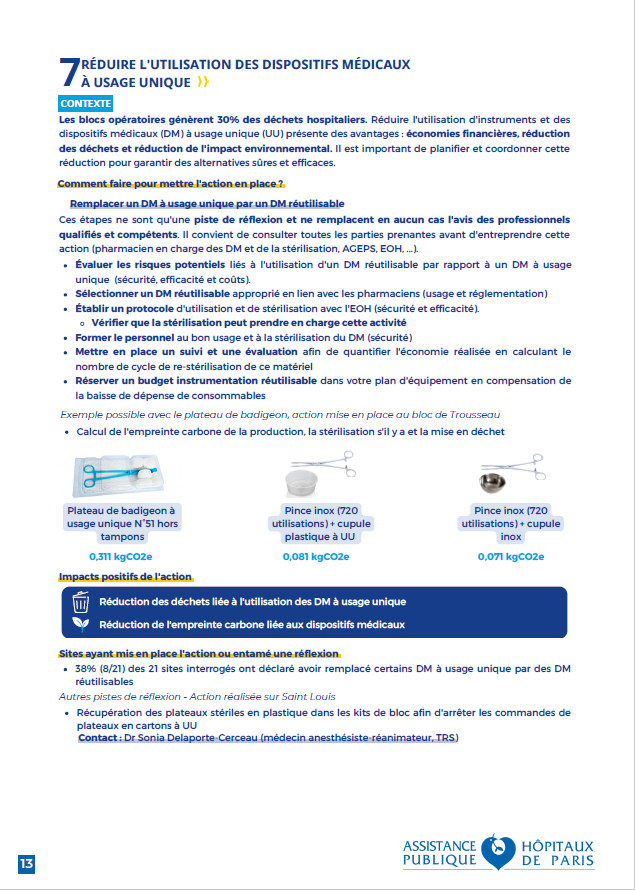 7 RÉDUIRE L'UTILISATION DES DISPOSITIFS MÉDICAUX
À USAGE UNIQUE
CONTEXTE
Les blocs opératoires génèrent 30% des déchets hospitaliers. Réduire l'utilisation d'instruments et des
dispositifs médicaux (DM) à usage unique (UU) présente des avantages : économies financières, réduction
des déchets et réduction de l'impact environnemental. Il est important de planifier et coordonner cette
réduction pour garantir des alternatives sûres et efficaces.
Comment faire pour mettre l'action en place ?
Remplacer un DM à usage unique par un DM réutilisable
Ces étapes ne sont qu'une piste de réflexion et ne remplacent en aucun cas l'avis des professionnels
qualifiés et compétents. Il convient de consulter toutes les parties prenantes avant d'entreprendre cette
action (pharmacien en charge des DM et de la stérilisation, AGEPS, EOH, ...).
• Évaluer les risques potentiels liés à l'utilisation d'un DM réutilisable par rapport à un DM à usage
unique (sécurité, efficacité et coûts).
• Sélectionner un DM réutilisable approprié en lien avec les pharmaciens (usage et réglementation)
• Établir un protocole d'utilisation et de stérilisation avec l'EOH (sécurité et efficacité).
◦ Vérifier que la stérilisation peut prendre en charge cette activité
• Former le personnel au bon usage et à la stérilisation du DM (sécurité)
• Mettre en place un suivi et une évaluation afin de quantifier l'économie réalisée en calculant le
nombre de cycle de re-stérilisation de ce matériel
• Réserver un budget instrumentation réutilisable dans votre plan d'équipement en compensation de
la baisse de dépense de consommables
Exemple possible avec le plateau de badigeon, action mise en place au bloc de Trousseau
• Calcul de l'empreinte carbone de la production, la stérilisation s'il y a et la mise en déchet
Plateau de badigeon à
usage unique N°51 hors
tampons
0,311 kgCO2e
Pince inox (720
utilisations) + cupule
plastique à UU
0,081 kgCO2e
Pince inox (720
utilisations) + cupule
inox
0,071 kgCO2e
Impacts positifs de l'action
Réduction des déchets liée à l'utilisation des DM à usage unique
Réduction de l'empreinte carbone liée aux dispositifs médicaux
Sites ayant mis en place l'action ou entamé une réflexion
• 38% (8/21) des 21 sites interrogés ont déclaré avoir remplacé certains DM à usage unique par des DM
réutilisables
Autres pistes de réflexion - Action réalisée sur Saint Louis
• Récupération des plateaux stériles en plastique dans les kits de bloc afin d'arrêter les commandes de
plateaux en cartons à UU
Contact : Dr Sonia Delaporte-Cerceau (médecin anesthésiste-réanimateur, TRS)
13
ASSISTANCE PUBLIQUE
HÔPITAUX DE PARIS